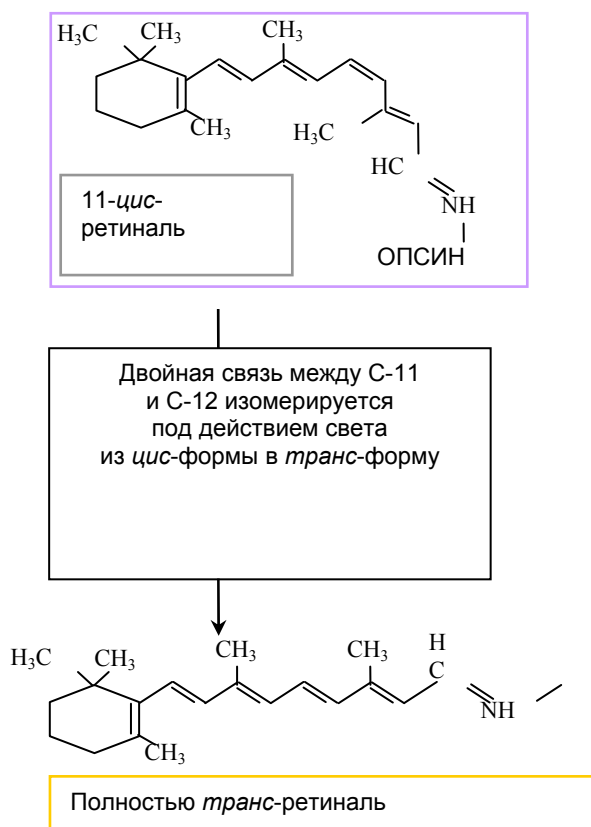 H₃C CH₃ CH₃
CH₃
H₃C
HC
NH
ОПСИН
11-цис-
ретиналь
Двойная связь между С-11
и С-12 изомерируется
под действием света
из цис-формы в транс-форму
H₃C CH₃ CH₃ CH₃ H
C
NH
CH₃
Полностью транс-ретиналь